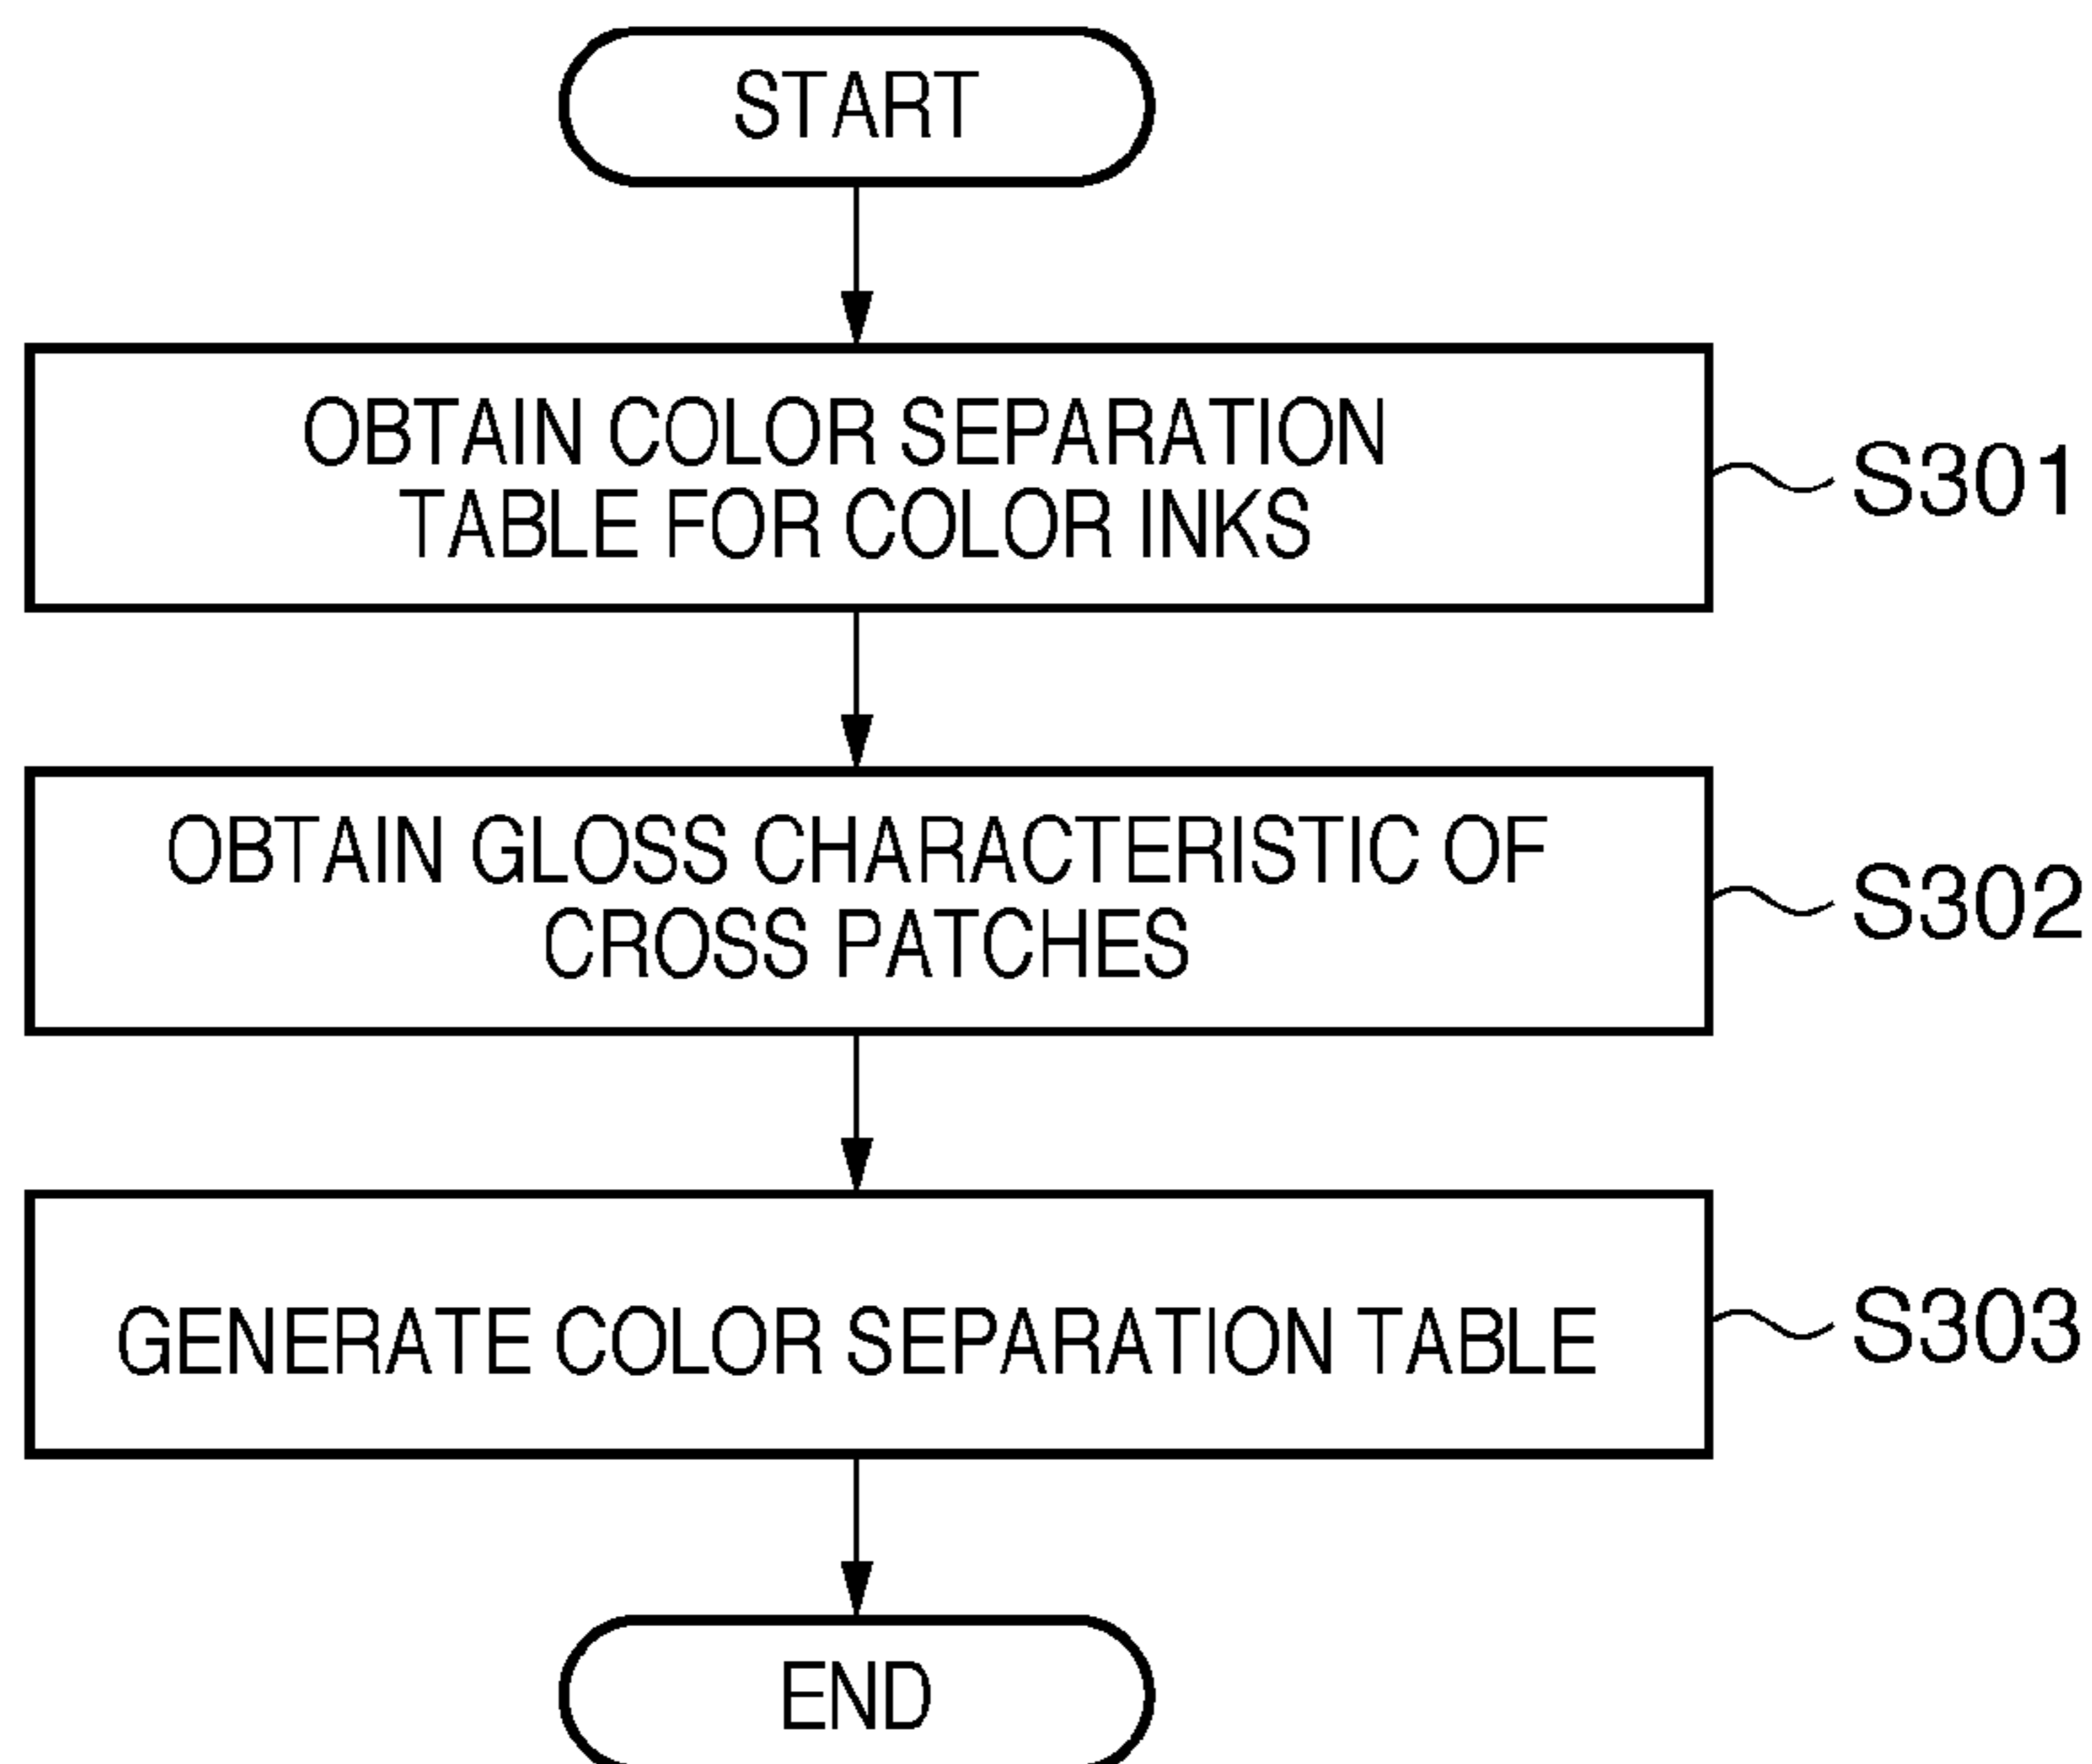 START
OBTAIN COLOR SEPARATION
TABLE FOR COLOR INKS
S301
OBTAIN GLOSS CHARACTERISTIC OF
CROSS PATCHES
S302
GENERATE COLOR SEPARATION TABLE
S303
END